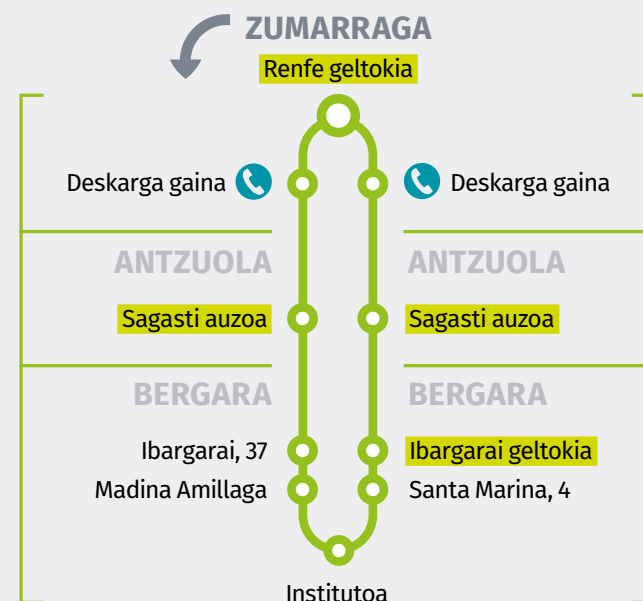 ZUMARRAGA
Renfe geltokia
Deskarga gaina
Deskarga gaina
ANTZUOLA
ANTZUOLA
Sagasti auzoa
Sagasti auzoa
BERGARA
BERGARA
Ibargarai, 37
Ibargarai geltokia
Madina Amillaga
Santa Marina, 4
Institutoa